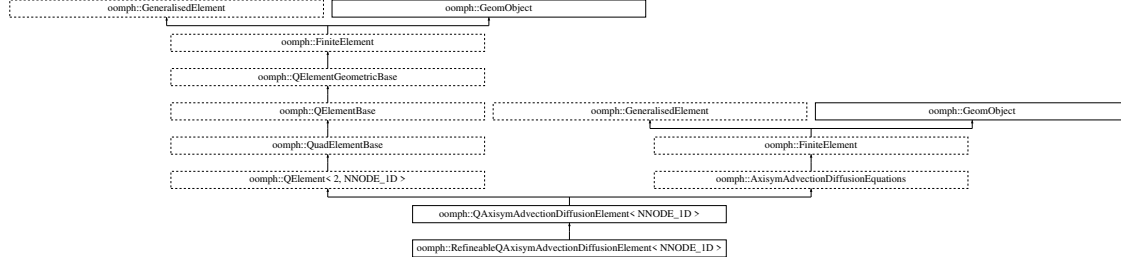 oomph::GeneralisedElement
oomph::GeomObject
oomph::FiniteElement
oomph::QElementGeometricBase
oomph::QElementBase
oomph::GeneralisedElement
oomph::GeomObject
oomph::QuadElementBase
oomph::FiniteElement
oomph::QElement< 2, NNODE_1D >
oomph::AxisymAdvectionDiffusionEquations
oomph::QAxisymAdvectionDiffusionElement< NNODE_1D >
oomph::RefineableQAxisymAdvectionDiffusionElement< NNODE_1D >